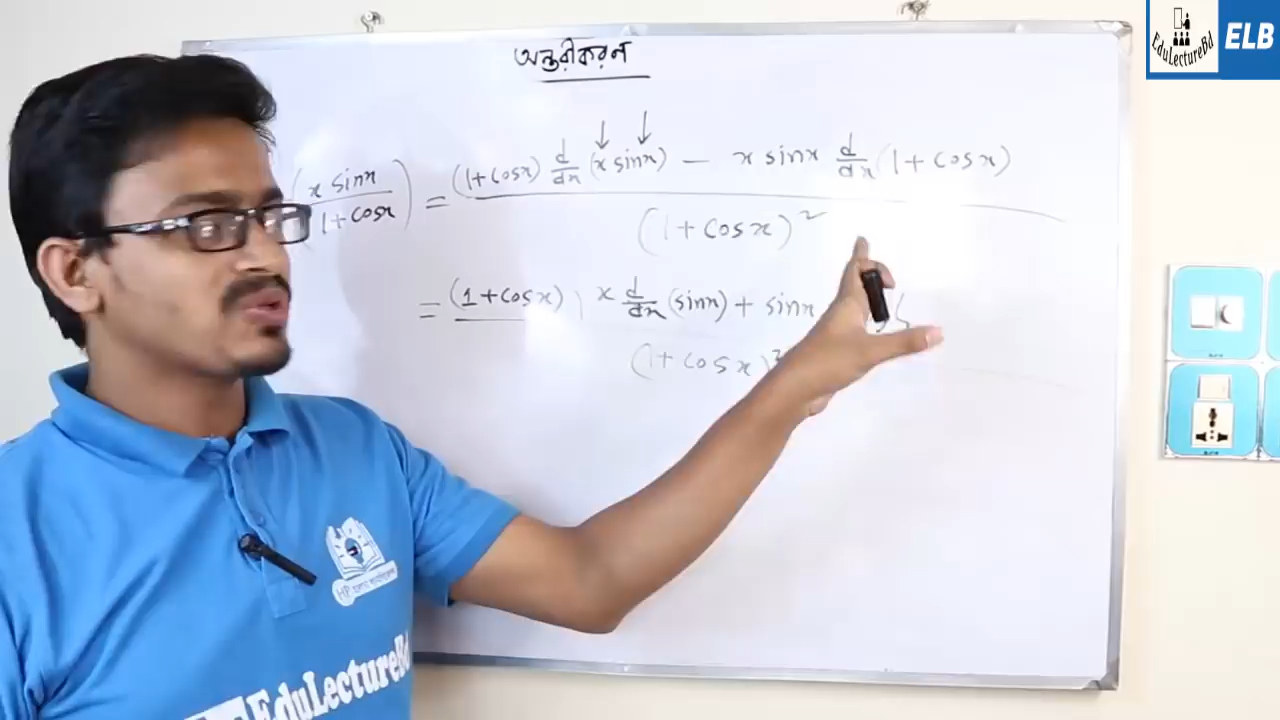 EduLectureBd ELB
অন্তরীকরণ
(x sinx / 1+cosx) = ((1+cosx) d/dx (x sinx) − x sinx d/dx (1+cosx)) / (1+cosx)²
= (1+cosx) { x d/dx (sinx) + sinx
(1+cosx)²
EduLectureBd